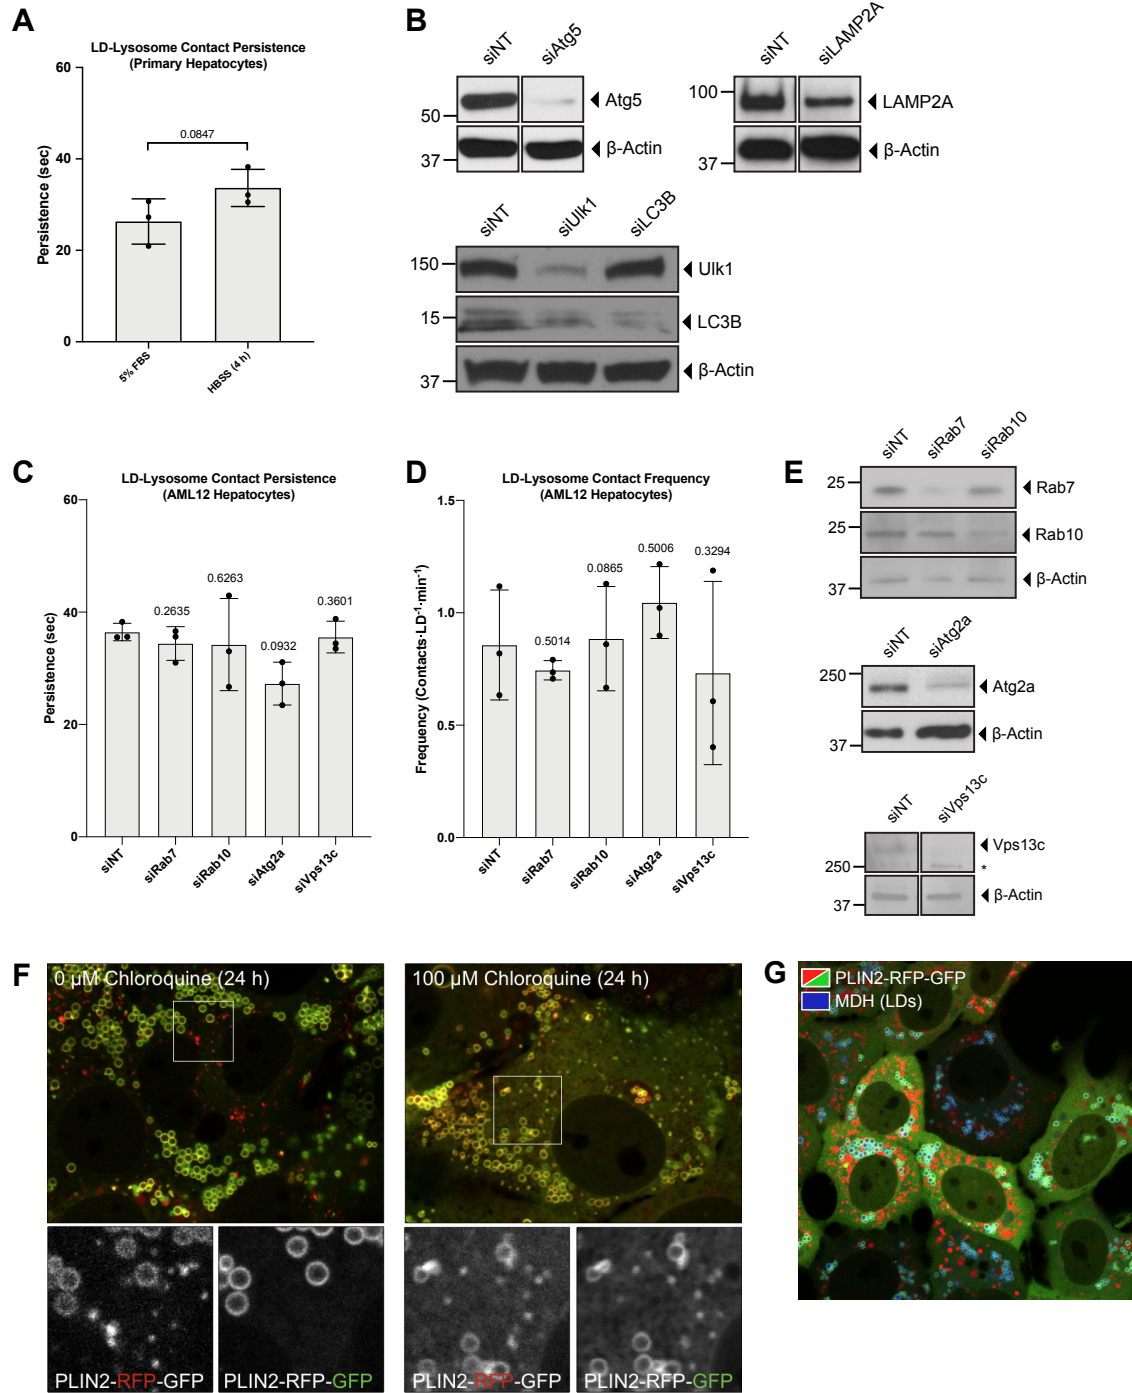 A
LD-Lysosome Contact Persistence
(Primary Hepatocytes)
60
40
20
0
Persistence (sec)
0.0847
5% FBS
HBSS (4 h)
B
siNT
siAtg5
50
Atg5
37
β-Actin
siNT
siLAMP2A
100
LAMP2A
37
β-Actin
siNT
siUlk1
siLC3B
150
Ulk1
15
LC3B
37
β-Actin
C
LD-Lysosome Contact Persistence
(AML12 Hepatocytes)
60
40
20
0
Persistence (sec)
0.2635
0.6263
0.0932
0.3601
siNT
siRab7
siRab10
siAtg2a
siVps13c
D
LD-Lysosome Contact Frequency
(AML12 Hepatocytes)
1.5
1.0
0.5
0.0
Frequency (Contacts·LD⁻¹·min⁻¹)
0.5014
0.0865
0.5006
0.3294
siNT
siRab7
siRab10
siAtg2a
siVps13c
E
siNT
siRab7
siRab10
25
Rab7
25
Rab10
37
β-Actin
siNT
siAtg2a
250
Atg2a
37
β-Actin
siNT
siVps13c
Vps13c
250
*
37
β-Actin
F
0 µM Chloroquine (24 h)
100 µM Chloroquine (24 h)
PLIN2-RFP-GFP
PLIN2-RFP-GFP
PLIN2-RFP-GFP
PLIN2-RFP-GFP
G
PLIN2-RFP-GFP
MDH (LDs)